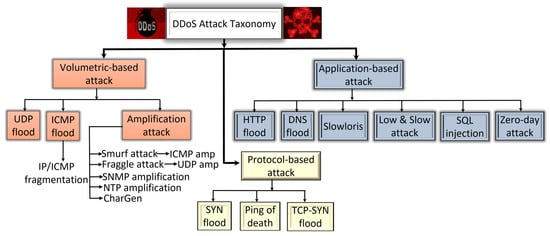 DDoS
DDoS Attack Taxonomy
Volumetric-based
attack
Application-based
attack
UDP
flood
ICMP
flood
Amplification
attack
HTTP
flood
DNS
flood
Slowloris
Low & Slow
attack
SQL
injection
Zero-day
attack
IP/ICMP
fragmentation
Smurf attack ICMP amp
Fraggle attack UDP amp
SNMP amplification
NTP amplification
CharGen
Protocol-based
attack
SYN
flood
Ping of
death
TCP-SYN
flood